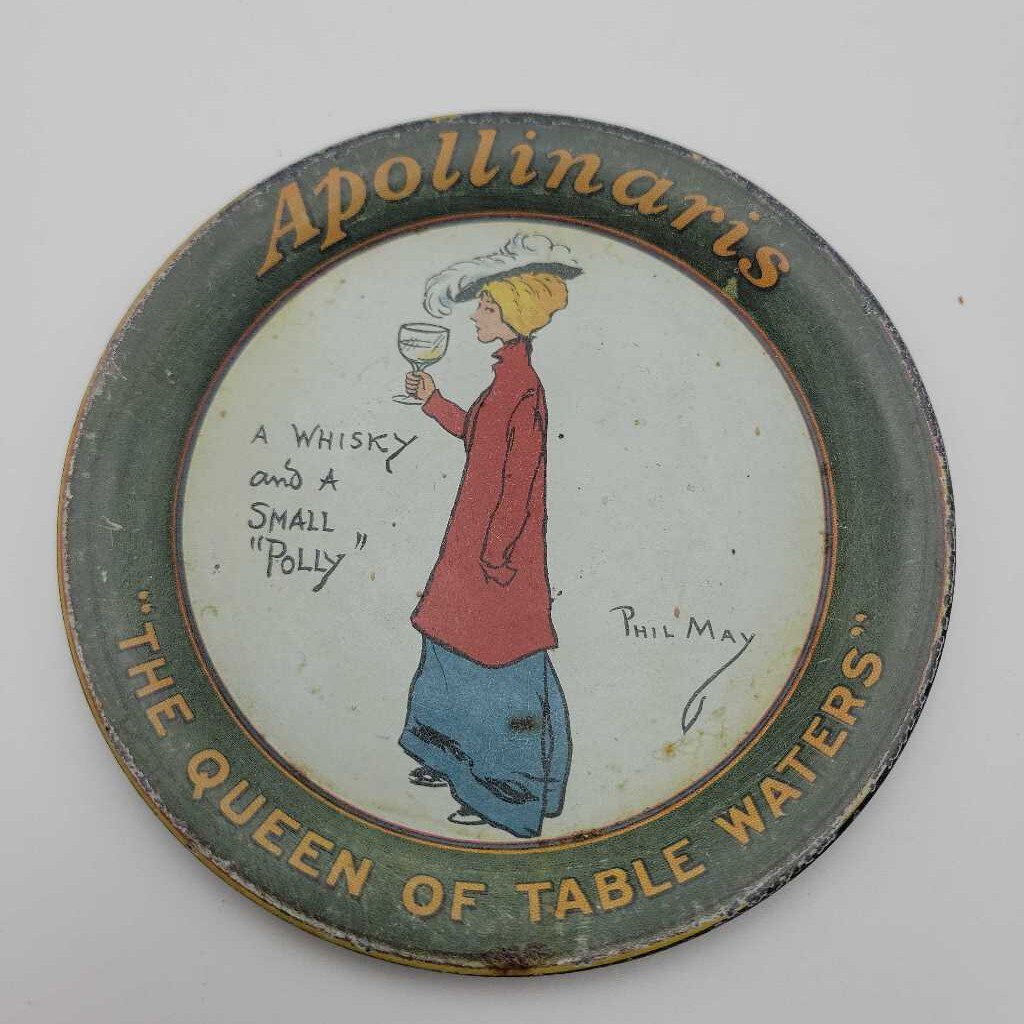 Apollinaris
A WHISKY
and A
SMALL
"POLLY"
PHIL MAY
"THE QUEEN OF TABLE WATERS"